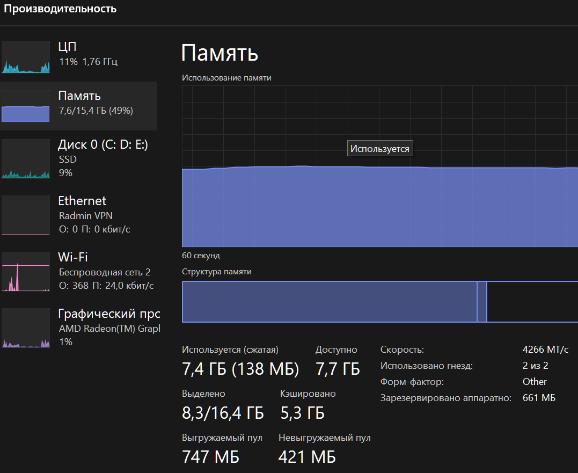 Производительность
ЦП
11% 1,76 ГГц
Память
7,6/15,4 ГБ (49%)
Диск 0 (C: D: E:)
SSD
9%
Ethernet
Radmin VPN
О: 0 П: 0 кбит/с
Wi-Fi
Беспроводная сеть 2
О: 368 П: 24,0 кбит/с
Графический прс
AMD Radeon(TM) Grapl
1%
Память
Использование памяти
Используется
60 секунд
Структура памяти
Используется (сжатая)
7,4 ГБ (138 МБ)
Доступно
7,7 ГБ
Выделено
8,3/16,4 ГБ
Кэшировано
5,3 ГБ
Выгружаемый пул
747 МБ
Невыгружаемый пул
421 МБ
Скорость: 4266 МТ/с
Использовано гнезд: 2 из 2
Форм-фактор: Other
Зарезервировано аппаратно: 661 МБ